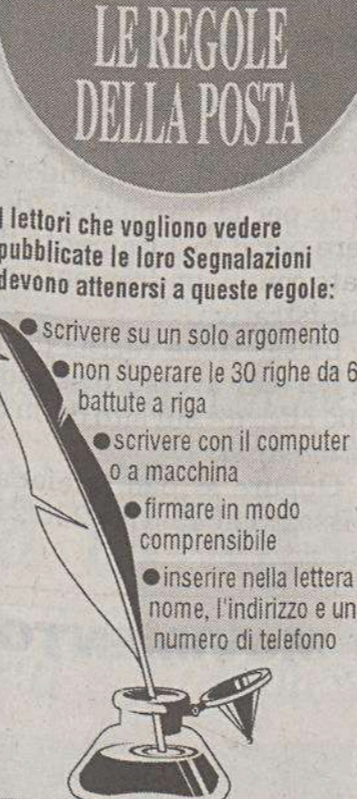 LE REGOLE
DELLA POSTA
I lettori che vogliono vedere
pubblicate le loro Segnalazioni
devono attenersi a queste regole:
● scrivere su un solo argomento
● non superare le 30 righe da 6
battute a riga
● scrivere con il computer
o a macchina
● firmare in modo
comprensibile
● inserire nella lettera
nome, l'indirizzo e un
numero di telefono